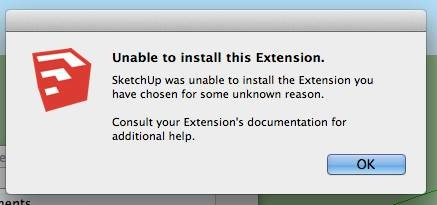 Unable to install this Extension.
SketchUp was unable to install the Extension you
have chosen for some unknown reason.
Consult your Extension's documentation for
additional help.
OK